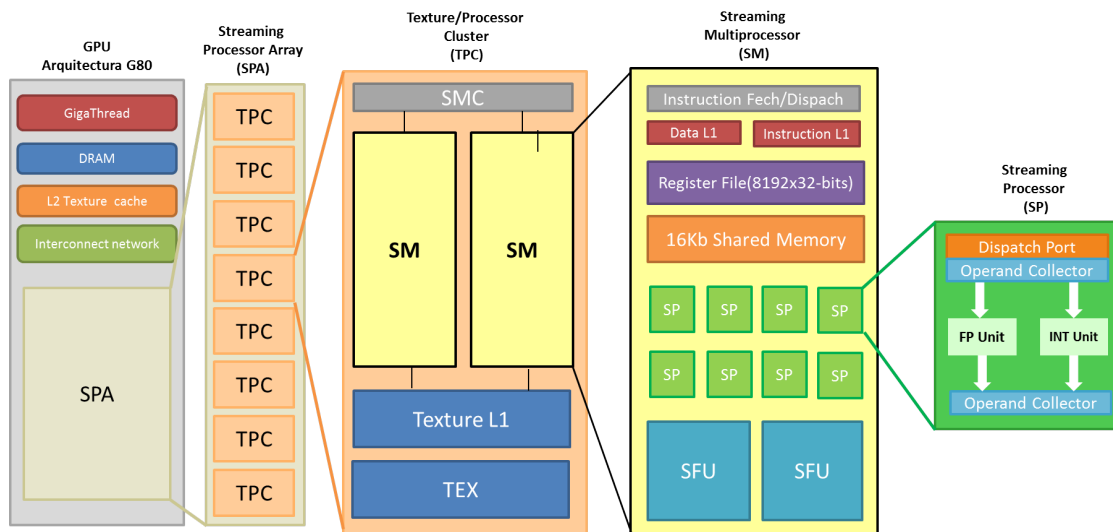 GPU
Arquitectura G80
GigaThread
DRAM
L2 Texture cache
Interconnect network
SPA
Streaming
Processor Array
(SPA)
TPC
TPC
TPC
TPC
TPC
TPC
TPC
TPC
Texture/Processor
Cluster
(TPC)
SMC
SM
SM
Texture L1
TEX
Streaming
Multiprocessor
(SM)
Instruction Fech/Dispach
Data L1
Instruction L1
Register File(8192x32-bits)
16Kb Shared Memory
SP
SP
SP
SP
SP
SP
SP
SP
SFU
SFU
Streaming
Processor
(SP)
Dispatch Port
Operand Collector
FP Unit
INT Unit
Operand Collector